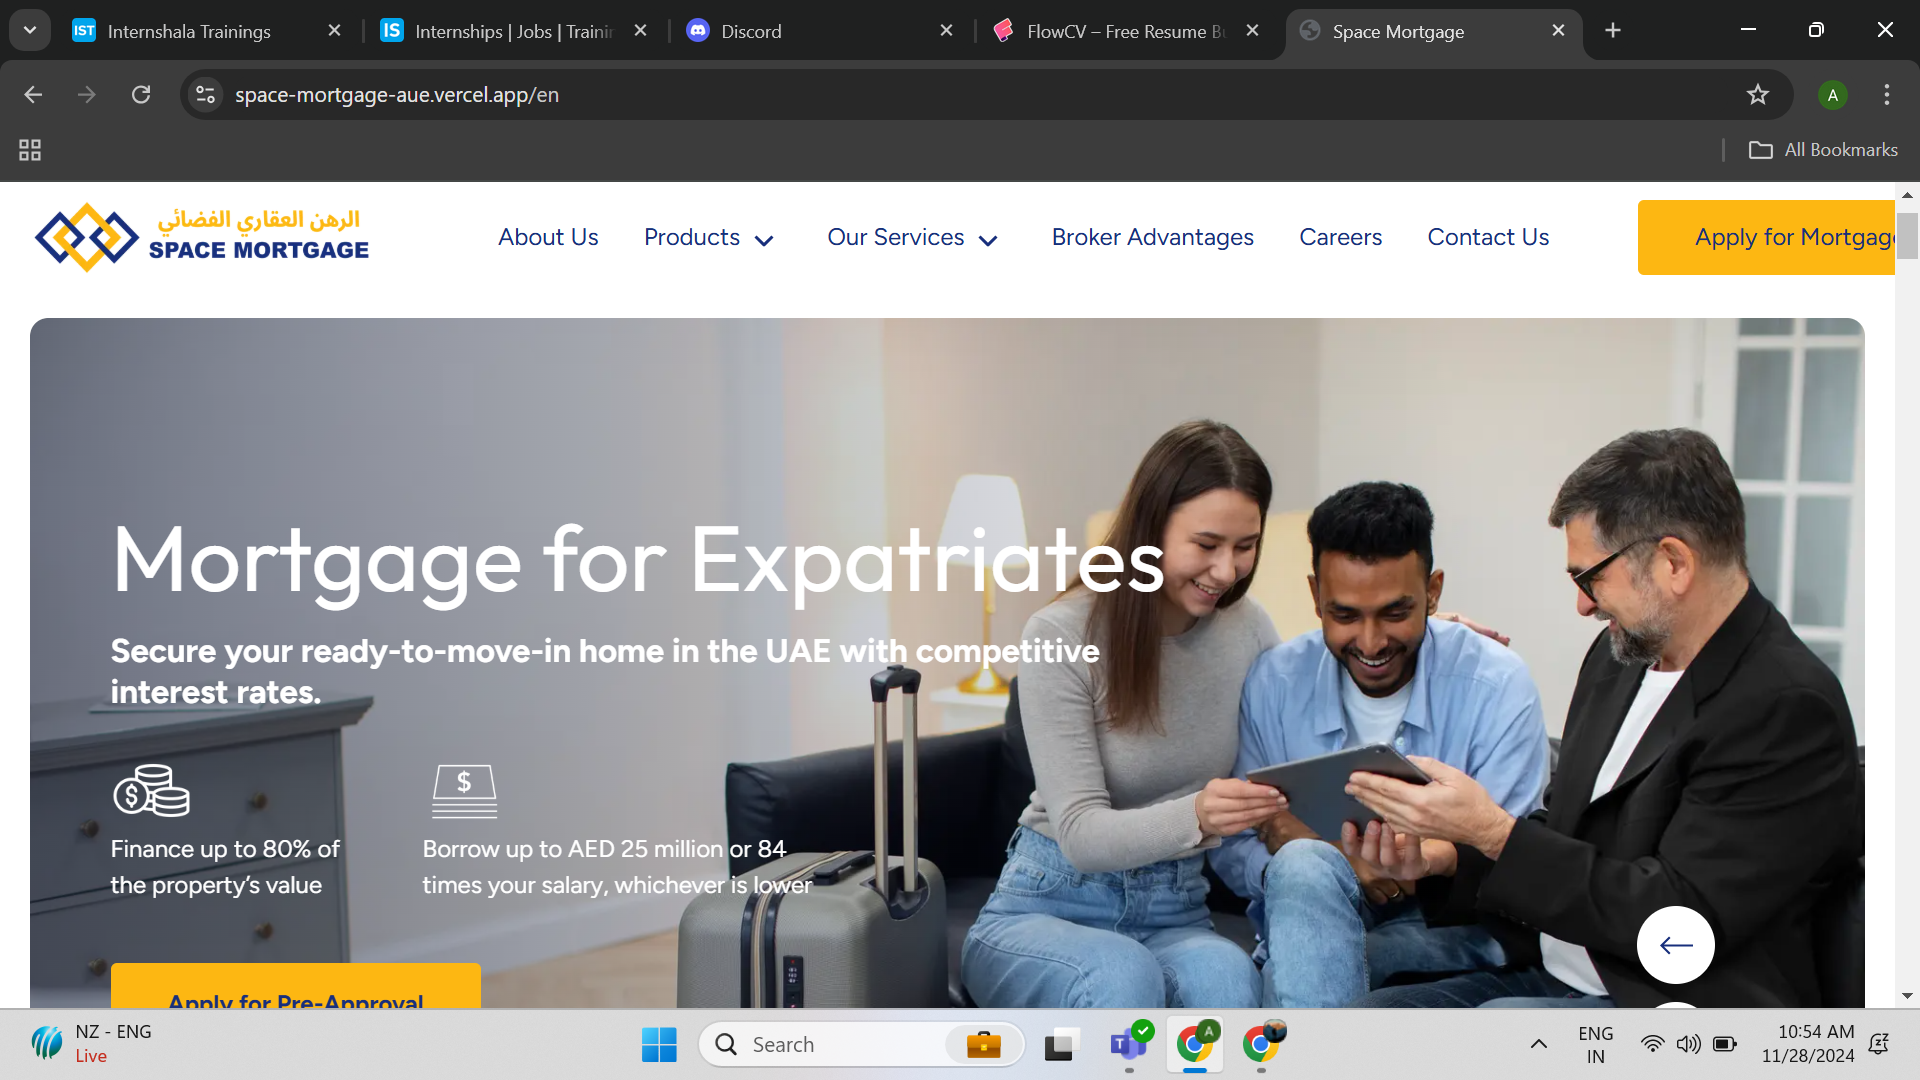 IST Internshala Trainings
IS Internships | Jobs | Trainin
Discord
FlowCV – Free Resume Bu
Space Mortgage
space-mortgage-aue.vercel.app/en
A
All Bookmarks
الرهن العقاري الفضائي
SPACE MORTGAGE
About Us
Products
Our Services
Broker Advantages
Careers
Contact Us
Apply for Mortgage
Mortgage for Expatriates
Secure your ready-to-move-in home in the UAE with competitive
interest rates.
$
$
Finance up to 80% of
the property’s value
Borrow up to AED 25 million or 84
times your salary, whichever is lower
Apply for Pre-Approval
NZ - ENG
Live
Search
T
A
ENG
IN
10:54 AM
11/28/2024